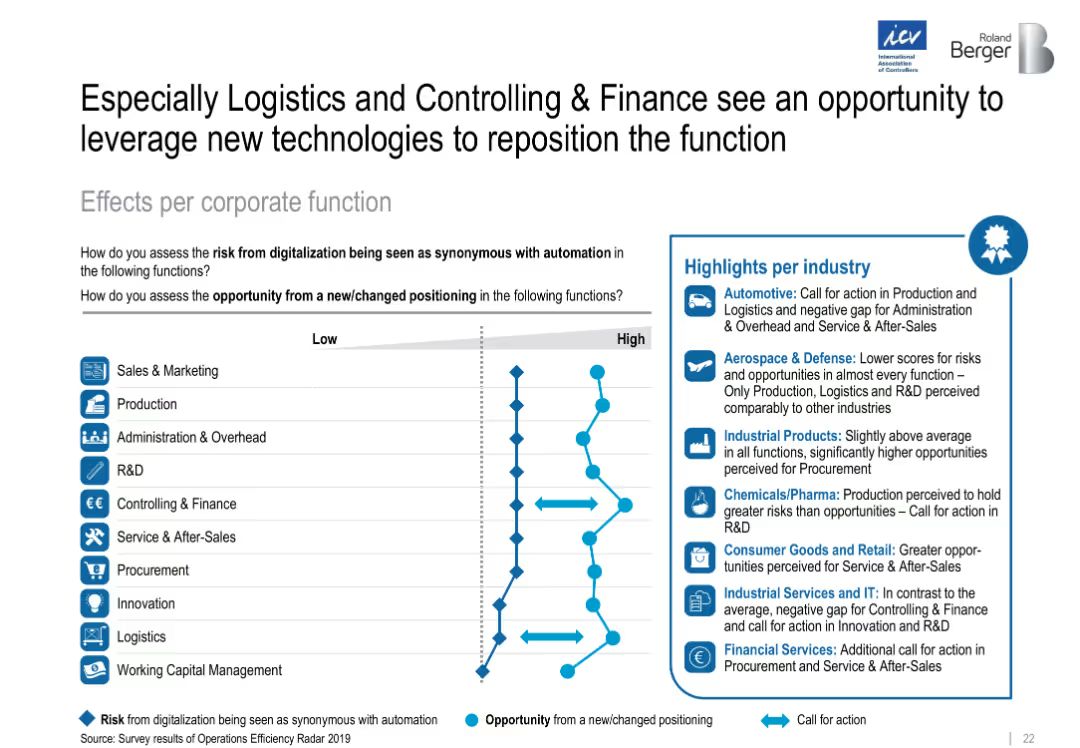 icv
International
Association
of Controllers
Roland
Berger
B
Especially Logistics and Controlling & Finance see an opportunity to
leverage new technologies to reposition the function
Effects per corporate function
How do you assess the risk from digitalization being seen as synonymous with automation in
the following functions?
How do you assess the opportunity from a new/changed positioning in the following functions?
Low
High
Sales & Marketing
Production
Administration & Overhead
R&D
€€ Controlling & Finance
Service & After-Sales
Procurement
Innovation
Logistics
Working Capital Management
Highlights per industry
Automotive: Call for action in Production and
Logistics and negative gap for Administration
& Overhead and Service & After-Sales
Aerospace & Defense: Lower scores for risks
and opportunities in almost every function –
Only Production, Logistics and R&D perceived
comparably to other industries
Industrial Products: Slightly above average
in all functions, significantly higher opportunities
perceived for Procurement
Chemicals/Pharma: Production perceived to hold
greater risks than opportunities – Call for action in
R&D
Consumer Goods and Retail: Greater oppor-
tunities perceived for Service & After-Sales
Industrial Services and IT: In contrast to the
average, negative gap for Controlling & Finance
and call for action in Innovation and R&D
€ Financial Services: Additional call for action in
Procurement and Service & After-Sales
Risk from digitalization being seen as synonymous with automation
Opportunity from a new/changed positioning
Call for action
Source: Survey results of Operations Efficiency Radar 2019
22